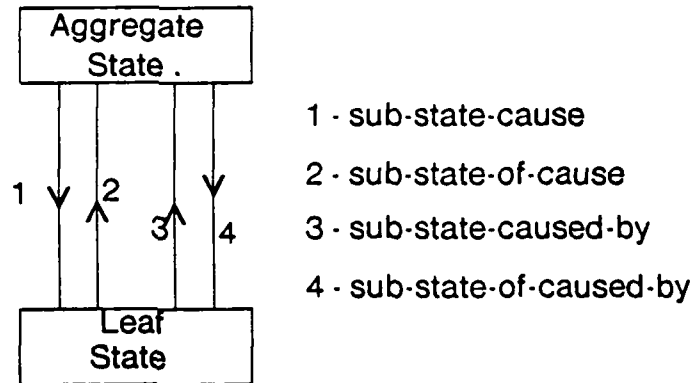 Aggregate
State .
1 - sub-state-cause
1
2
2 - sub-state-of-cause
3
4
3 - sub-state-caused-by
4 - sub-state-of-caused-by
Leaf
State